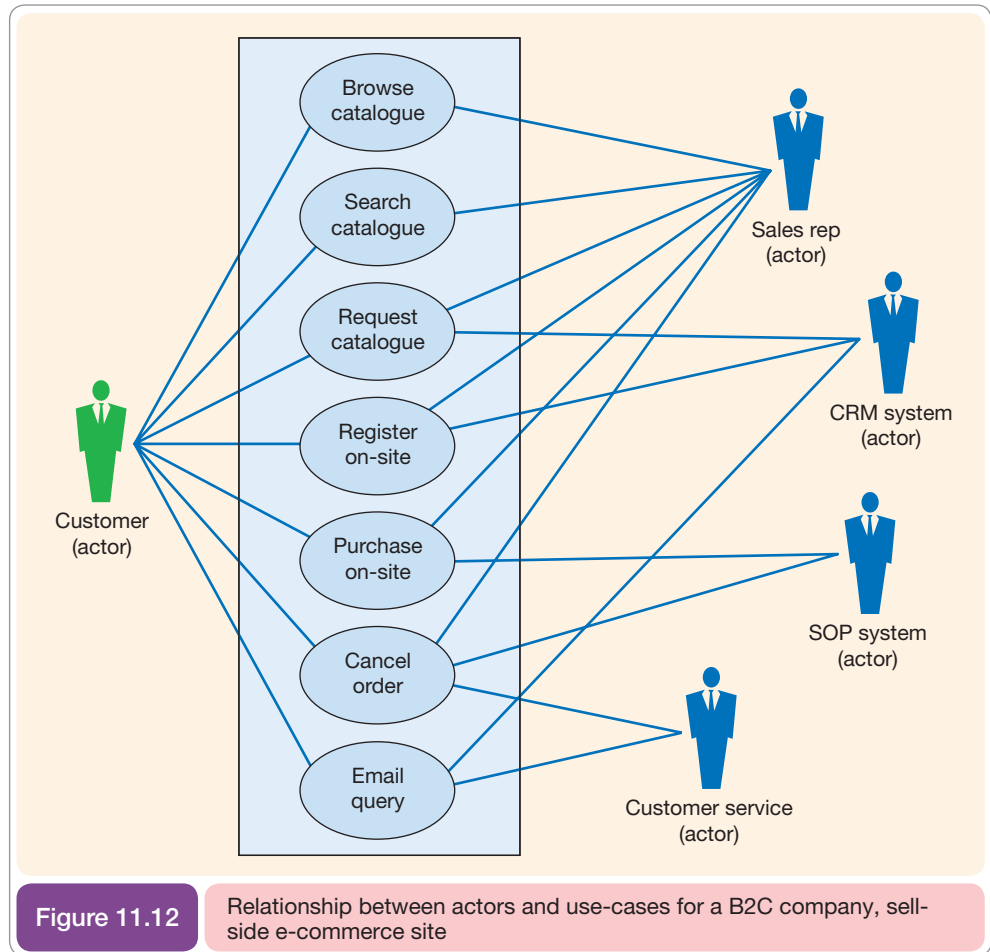 Browse
catalogue
Search
catalogue
Request
catalogue
Register
on-site
Purchase
on-site
Cancel
order
Email
query
Customer
(actor)
Sales rep
(actor)
CRM system
(actor)
SOP system
(actor)
Customer service
(actor)
Figure 11.12
Relationship between actors and use-cases for a B2C company, sell-
side e-commerce site